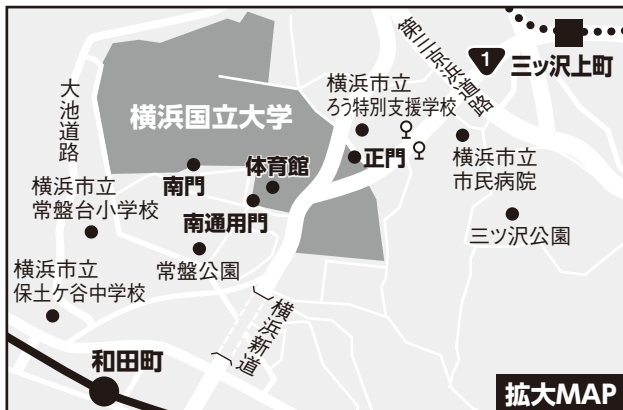 第三京浜道路
1
三ッ沢上町
大池道路
横浜国立大学
横浜市立
ろう特別支援学校
体育館
正門
南門
横浜市立
市民病院
横浜市立
常盤台小学校
南通用門
三ツ沢公園
常盤公園
横浜市立
保土ケ谷中学校
横浜新道
和田町
拡大MAP